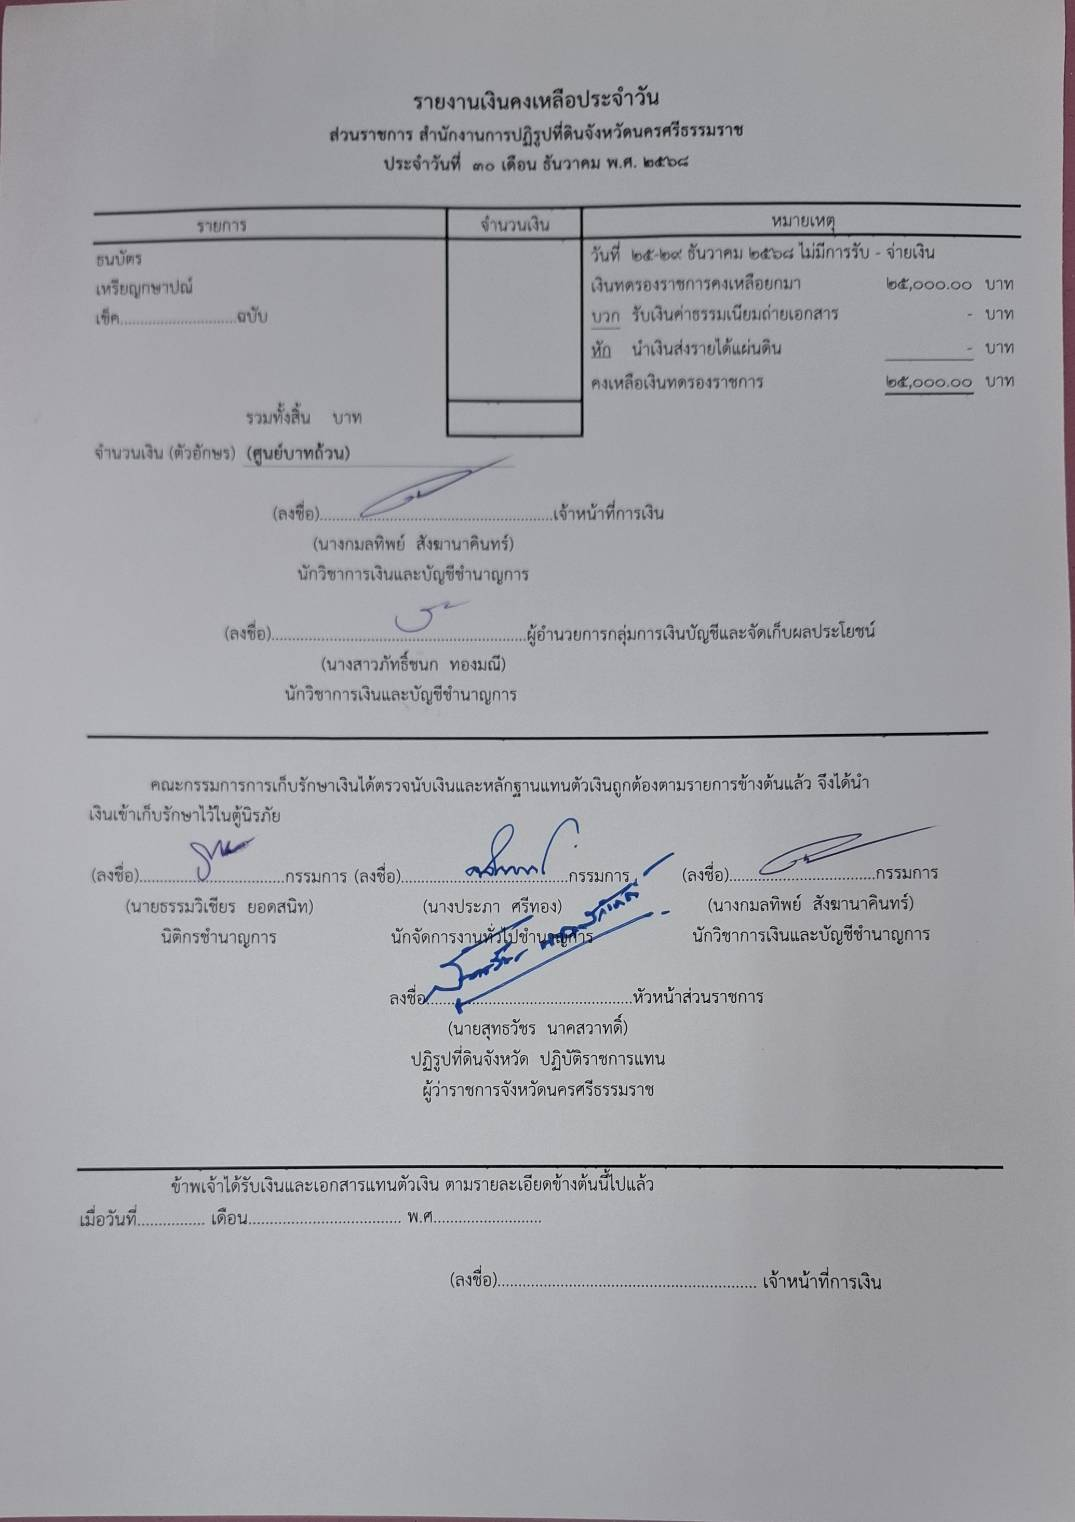 รายงานเงินคงเหลือประจำวัน
ส่วนราชการ สำนักงานการปฏิรูปที่ดินจังหวัดนครศรีธรรมราช
ประจำวันที่ ๓๐ เดือน ธันวาคม พ.ศ. ๒๕๖๘
รายการ จำนวนเงิน หมายเหตุ
ธนบัตร วันที่ ๒๕-๒๙ ธันวาคม ๒๕๖๘ ไม่มีการรับ - จ่ายเงิน
เหรียญกษาปณ์ เงินทดรองราชการคงเหลือยกมา ๒๕,๐๐๐.๐๐ บาท
เช็ค............................ฉบับ บวก รับเงินค่าธรรมเนียมถ่ายเอกสาร - บาท
หัก นำเงินส่งรายได้แผ่นดิน - บาท
คงเหลือเงินทดรองราชการ ๒๕,๐๐๐.๐๐ บาท
รวมทั้งสิ้น บาท
จำนวนเงิน (ตัวอักษร) (ศูนย์บาทถ้วน)
(ลงชื่อ)......................................................เจ้าหน้าที่การเงิน
(นางกมลทิพย์ สังฆานาคินทร์)
นักวิชาการเงินและบัญชีชำนาญการ
(ลงชื่อ)............................................................ผู้อำนวยการกลุ่มการเงินบัญชีและจัดเก็บผลประโยชน์
(นางสาวภัทธิ์ชนก ทองมณี)
นักวิชาการเงินและบัญชีชำนาญการ
คณะกรรมการการเก็บรักษาเงินได้ตรวจนับเงินและหลักฐานแทนตัวเงินถูกต้องตามรายการข้างต้นแล้ว จึงได้นำ
เงินเข้าเก็บรักษาไว้ในตู้นิรภัย
(ลงชื่อ)..................................กรรมการ (ลงชื่อ).......................................กรรมการ (ลงชื่อ)..................................กรรมการ
(นายธรรมวิเชียร ยอดสนิท) (นางประภา ศรีทอง) (นางกมลทิพย์ สังฆานาคินทร์)
นิติกรชำนาญการ นักจัดการงานทั่วไปชำนาญการ นักวิชาการเงินและบัญชีชำนาญการ
ลงชื่อ................................................หัวหน้าส่วนราชการ
(นายสุทธวัชร นาคสวาทดิ์)
ปฏิรูปที่ดินจังหวัด ปฏิบัติราชการแทน
ผู้ว่าราชการจังหวัดนครศรีธรรมราช
ข้าพเจ้าได้รับเงินและเอกสารแทนตัวเงิน ตามรายละเอียดข้างต้นนี้ไปแล้ว
เมื่อวันที่................ เดือน.................................... พ.ศ..........................
(ลงชื่อ)............................................................. เจ้าหน้าที่การเงิน